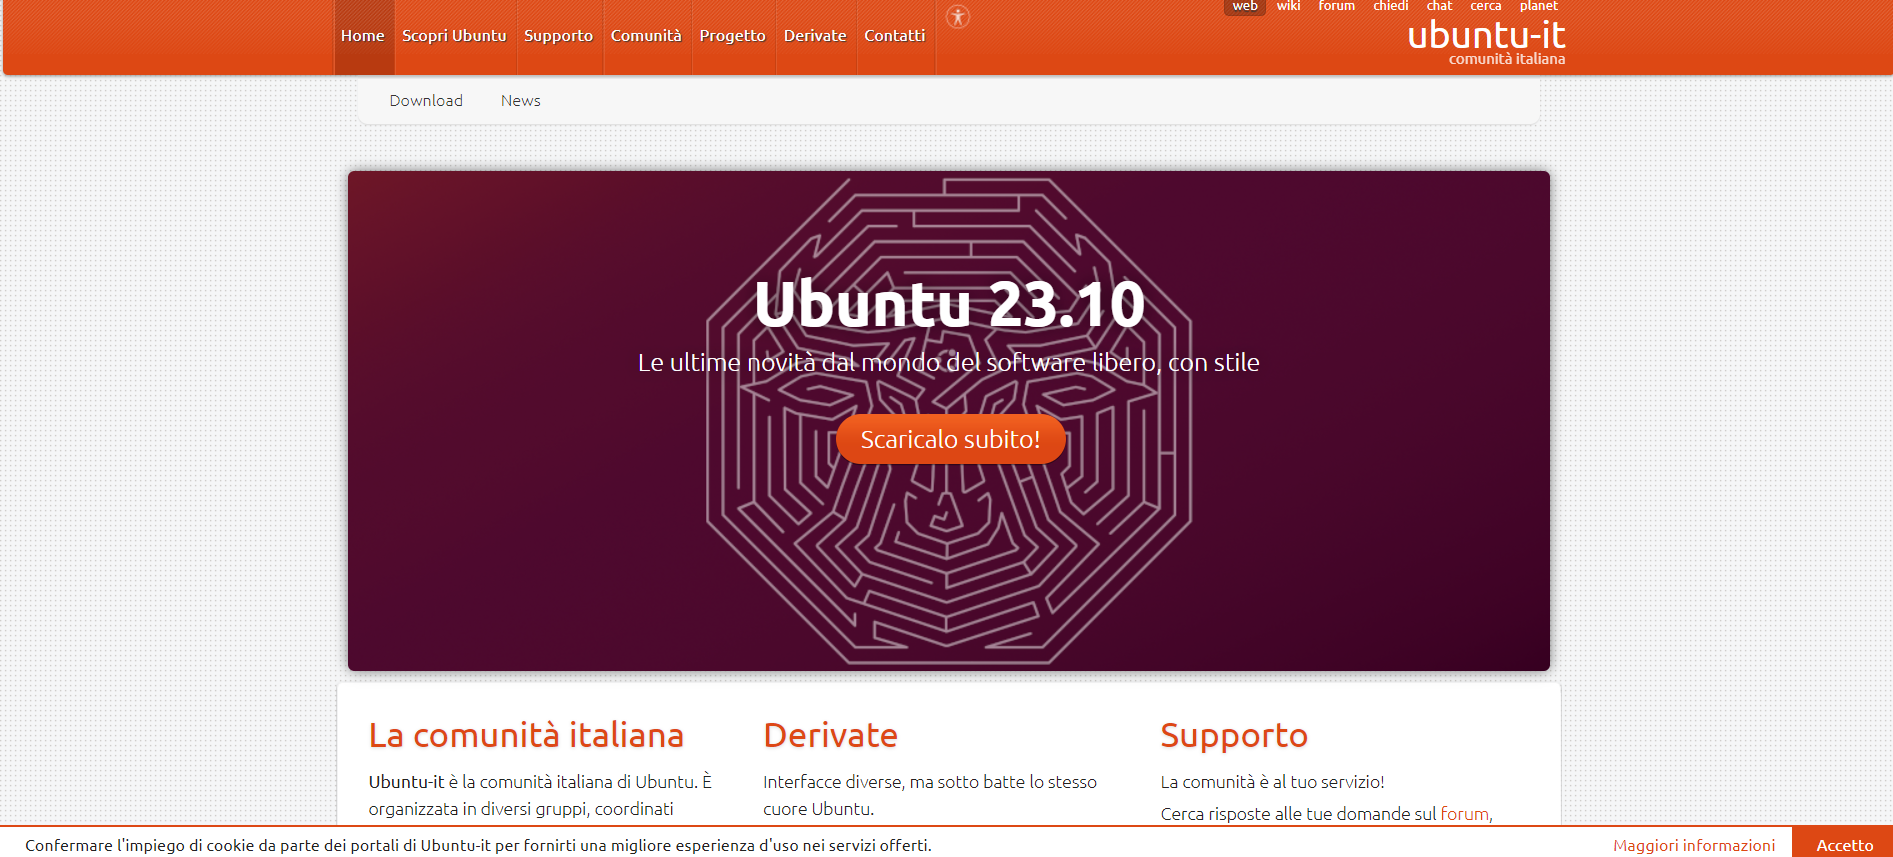 Home Scopri Ubuntu Supporto Comunità Progetto Derivate Contatti
web wiki forum chiedi chat cerca planet
ubuntu-it
comunità italiana
Download News
Ubuntu 23.10
Le ultime novità dal mondo del software libero, con stile
Scaricalo subito!
La comunità italiana
Ubuntu-it è la comunità italiana di Ubuntu. È
organizzata in diversi gruppi, coordinati
Derivate
Interfacce diverse, ma sotto batte lo stesso
cuore Ubuntu.
Supporto
La comunità è al tuo servizio!
Cerca risposte alle tue domande sul forum,
Confermare l'impiego di cookie da parte dei portali di Ubuntu-it per fornirti una migliore esperienza d'uso nei servizi offerti.
Maggiori informazioni
Accetto